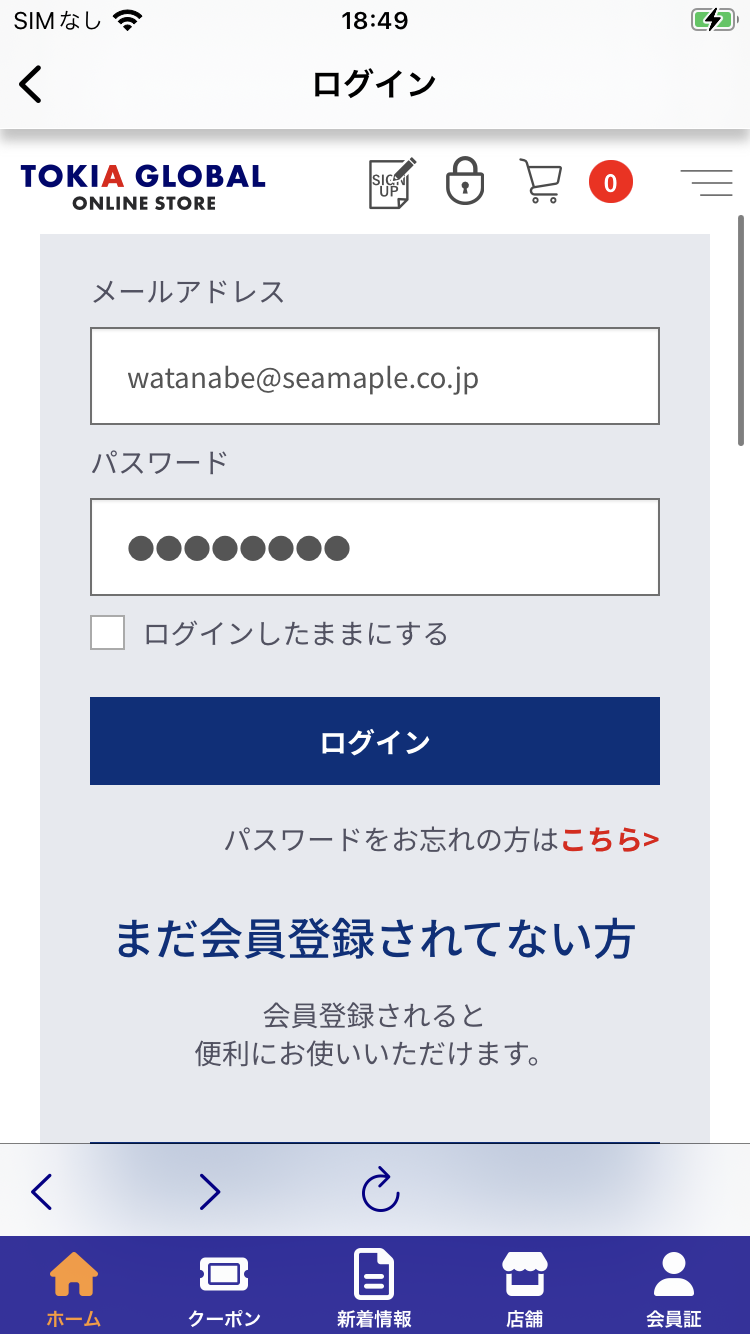 SIMなし 18:49
ログイン
TOKIA GLOBAL
ONLINE STORE
SIGN
UP
0
メールアドレス
watanabe@seamaple.co.jp
パスワード
●●●●●●●●
ログインしたままにする
ログイン
パスワードをお忘れの方はこちら>
まだ会員登録されてない方
会員登録されると
便利にお使いいただけます。
ホーム クーポン 新着情報 店舗 会員証